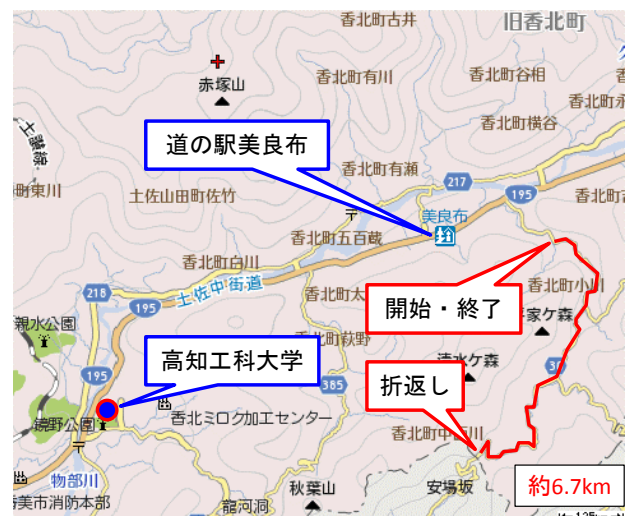 香北町古井
旧香北町
赤塚山
香北町有川
香北町谷相
香北町
土讃線
道の駅美良布
香北町横谷
香北町有瀬
217
町東川
土佐山田町佐竹
195
美良布
香北町五百蔵
香北町白川
218
195
土佐中街道
香北町太
開始・終了
香北町小川
家ケ森
親水公園
高知工科大学
香北町萩野
清水ケ森
195
385
折返し
鏡野公園
香北ミロク加工センター
物部川
秋葉山
安場坂
約6.7km
美市消防本部
龍河洞